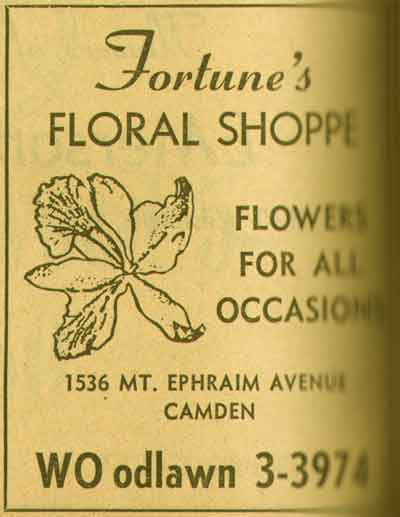 Fortune's
FLORAL SHOPPE
FLOWERS
FOR ALL
OCCASIONS
1536 MT. EPHRAIM AVENUE
CAMDEN
WO odlawn 3-3974